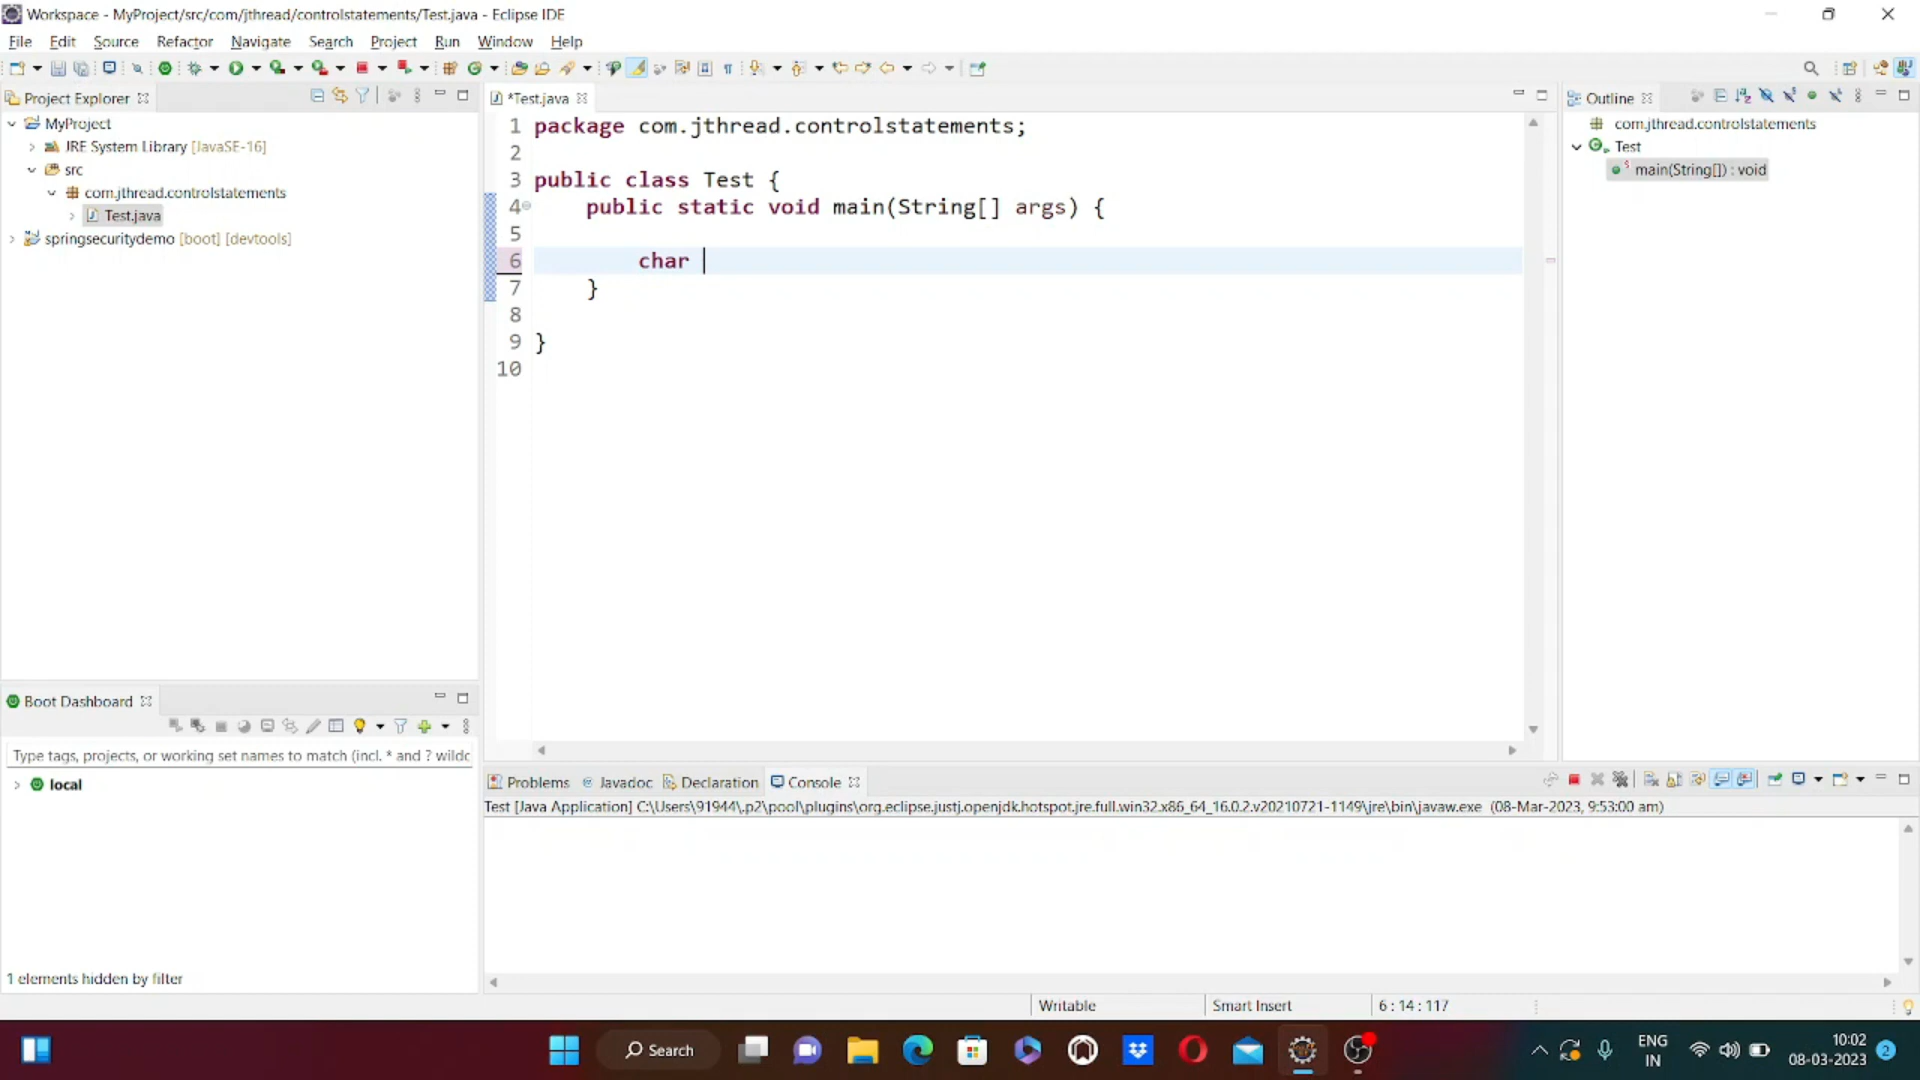 Workspace - MyProject/src/com/jthread/controlstatements/Test.java - Eclipse IDE
File Edit Source Refactor Navigate Search Project Run Window Help
Project Explorer
MyProject
JRE System Library [JavaSE-16]
src
com.jthread.controlstatements
Test.java
springsecuritydemo [boot] [devtools]
*Test.java
1 package com.jthread.controlstatements;
2
3 public class Test {
4 public static void main(String[] args) {
5
6 char
7 }
8
9 }
10
Outline
com.jthread.controlstatements
Test
main(String[]) : void
Boot Dashboard
Type tags, projects, or working set names to match (incl. * and ? wildc
local
1 elements hidden by filter
Problems Javadoc Declaration Console
Test [Java Application] C:\Users\91944\.p2\pool\plugins\org.eclipse.justj.openjdk.hotspot.jre.full.win32.x86_64_16.0.2.v20210721-1149\jre\bin\javaw.exe (08-Mar-2023, 9:53:00 am)
Writable Smart Insert 6 : 14 : 117
Search
ENG
IN
10:02
08-03-2023
2